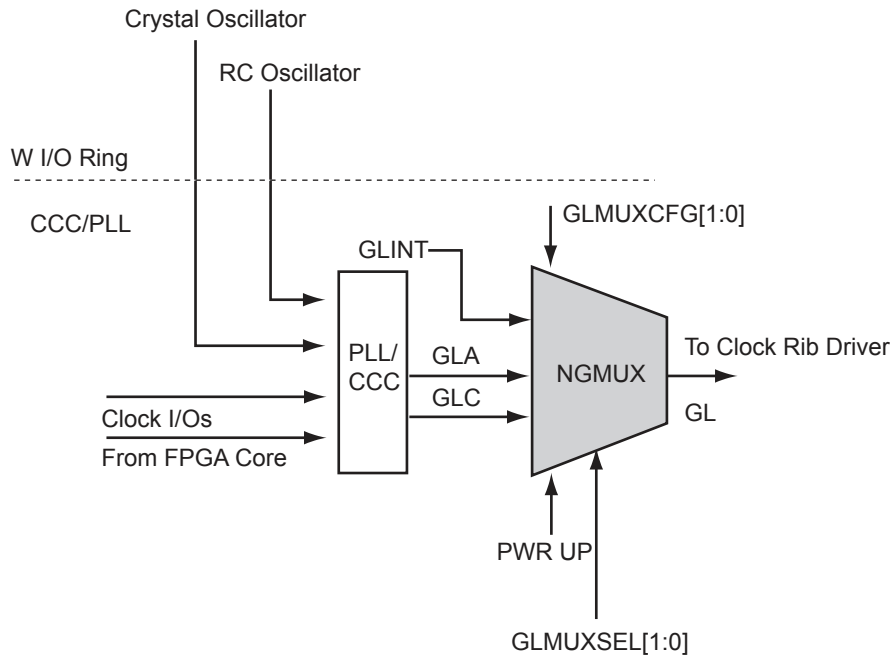 Crystal Oscillator
RC Oscillator
W I/O Ring
CCC/PLL
GLMUXCFG[1:0]
GLINT
PLL/
CCC
GLA
GLC
NGMUX
To Clock Rib Driver
GL
Clock I/Os
From FPGA Core
PWR UP
GLMUXSEL[1:0]